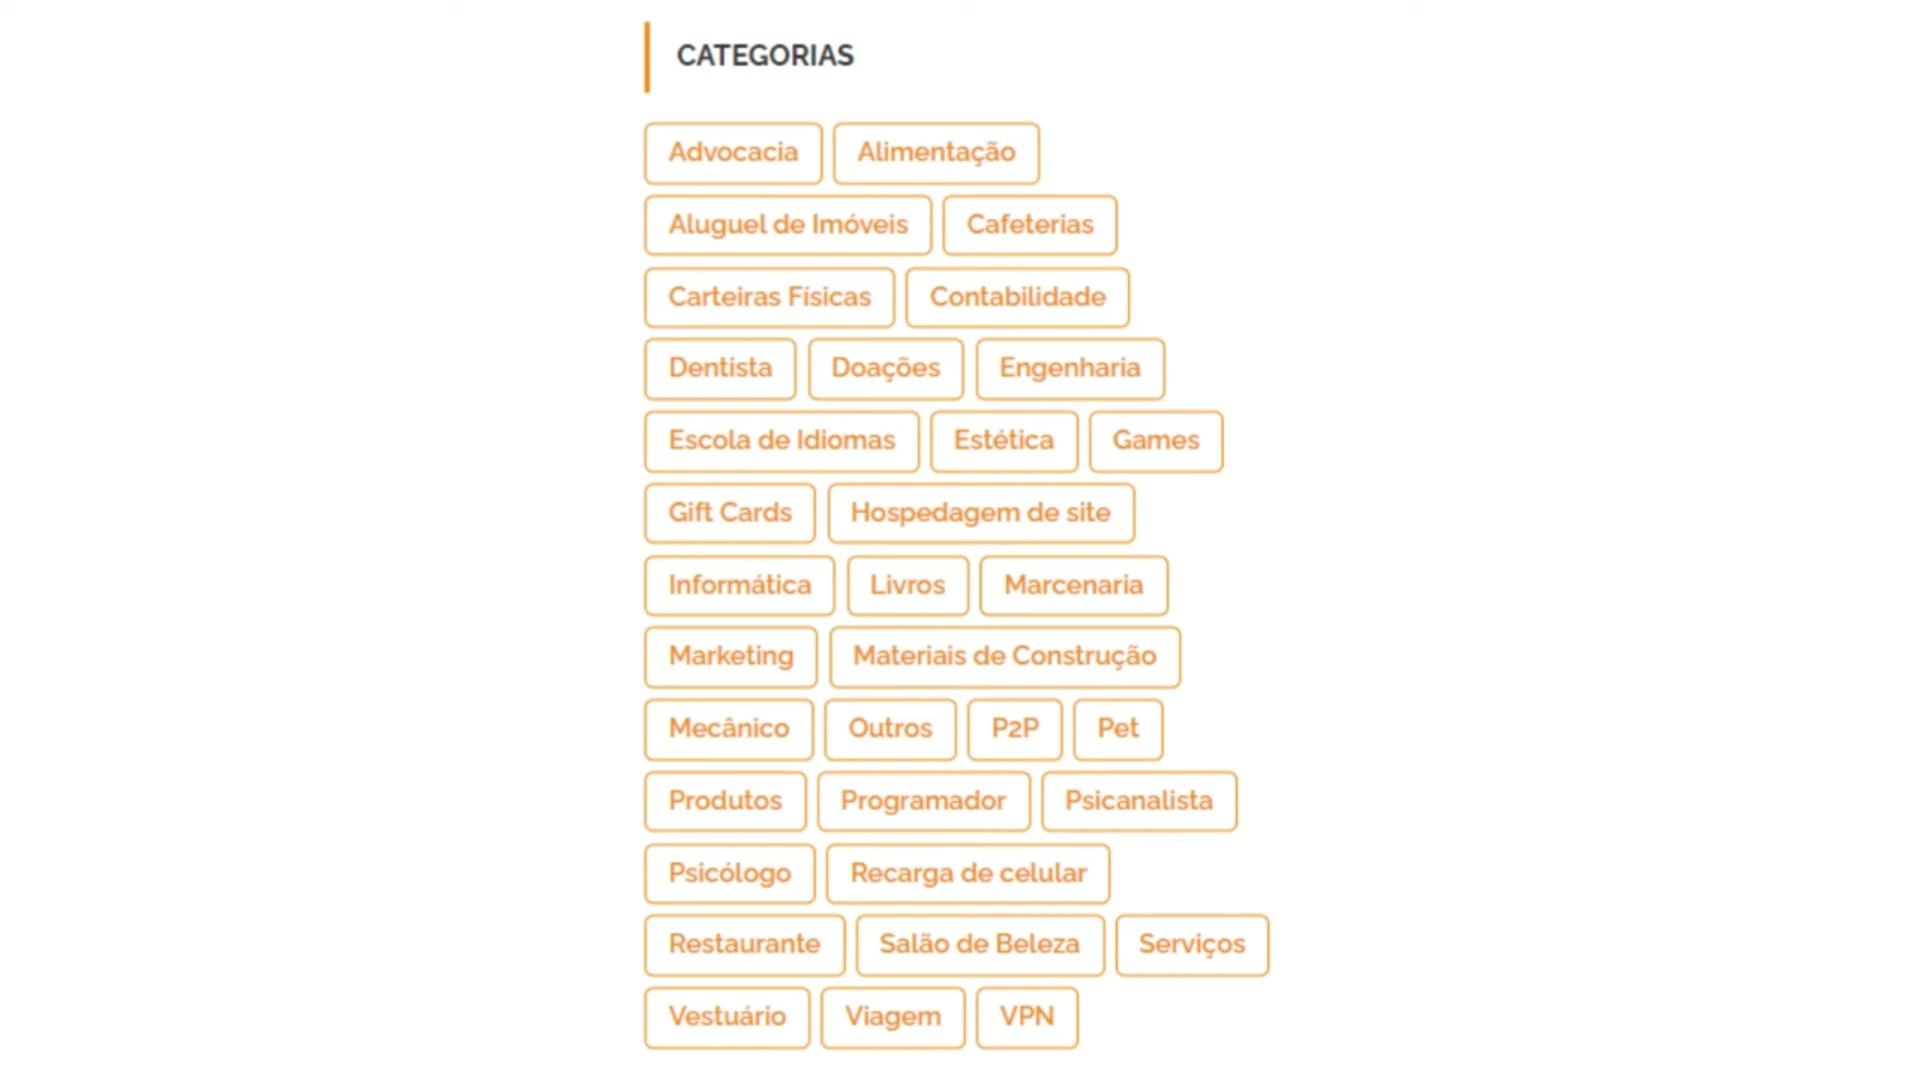 CATEGORIAS
Advocacia Alimentação
Aluguel de Imóveis Cafeterias
Carteiras Físicas Contabilidade
Dentista Doações Engenharia
Escola de Idiomas Estética Games
Gift Cards Hospedagem de site
Informática Livros Marcenaria
Marketing Materiais de Construção
Mecânico Outros P2P Pet
Produtos Programador Psicanalista
Psicólogo Recarga de celular
Restaurante Salão de Beleza Serviços
Vestuário Viagem VPN